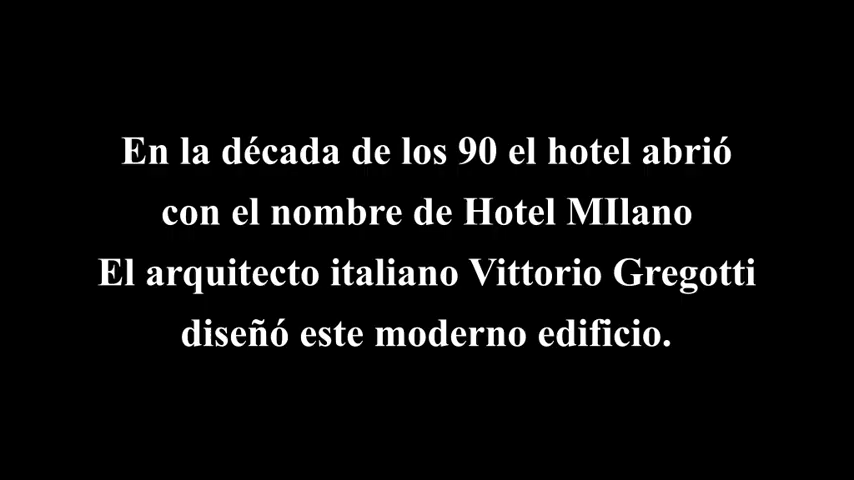 En la década de los 90 el hotel abrió
con el nombre de Hotel MIlano
El arquitecto italiano Vittorio Gregotti
diseñó este moderno edificio.